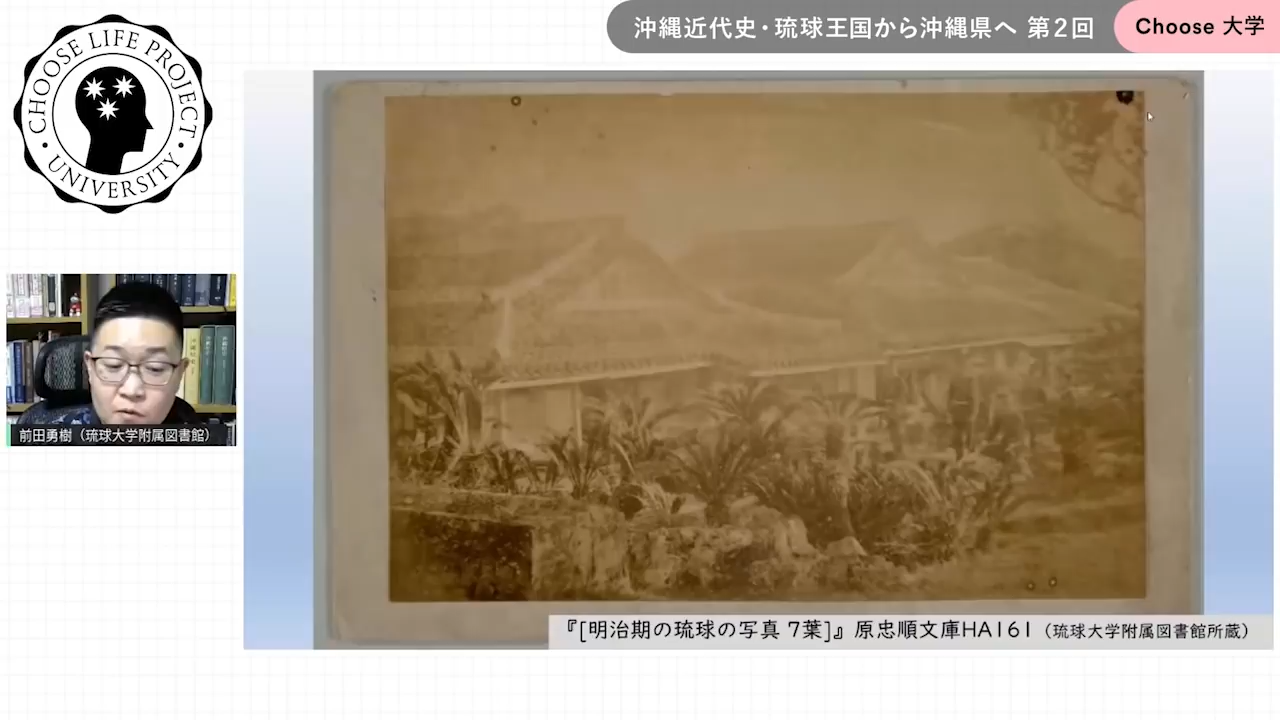 沖縄近代史・琉球王国から沖縄県へ 第2回
Choose 大学
CHOOSE LIFE PROJECT
UNIVERSITY
前田勇樹（琉球大学附属図書館）
『[明治期の琉球の写真 7葉]』原忠順文庫HA161（琉球大学附属図書館所蔵）